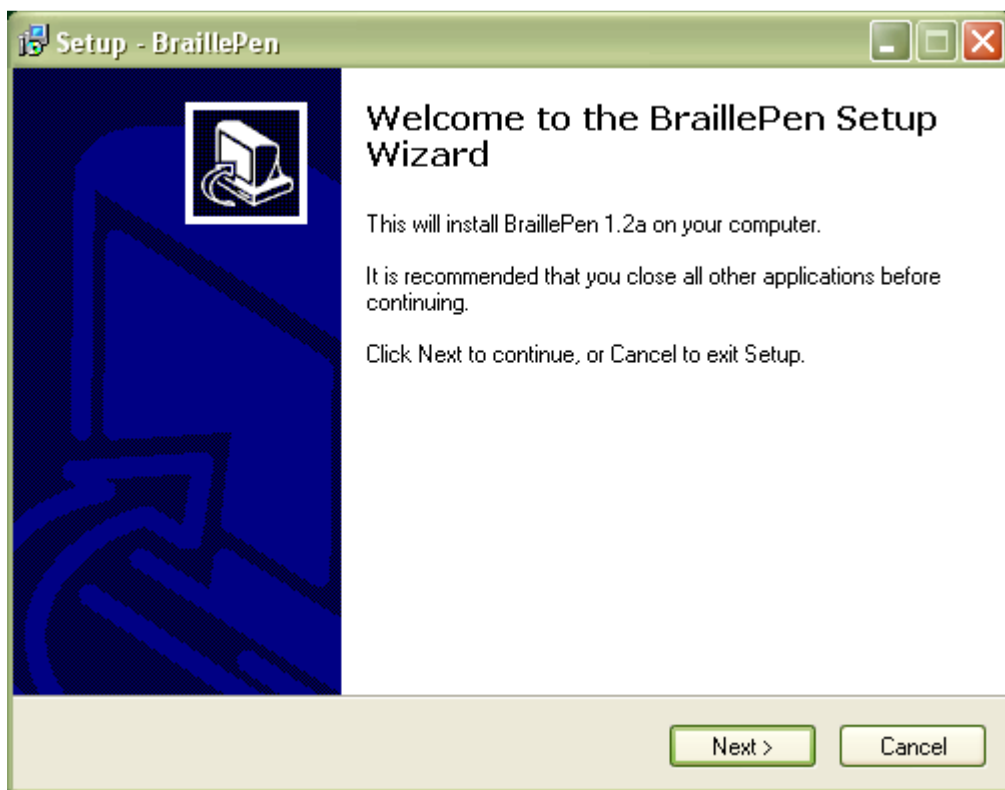 Setup - BraillePen
Welcome to the BraillePen Setup
Wizard
This will install BraillePen 1.2a on your computer.
It is recommended that you close all other applications before
continuing.
Click Next to continue, or Cancel to exit Setup.
Next >
Cancel